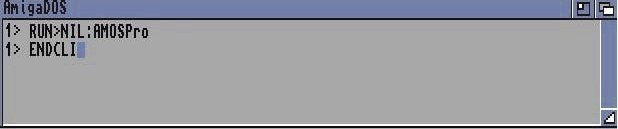 AmigaDOS
1> RUN>NIL:AMOSPro
1> ENDCLI